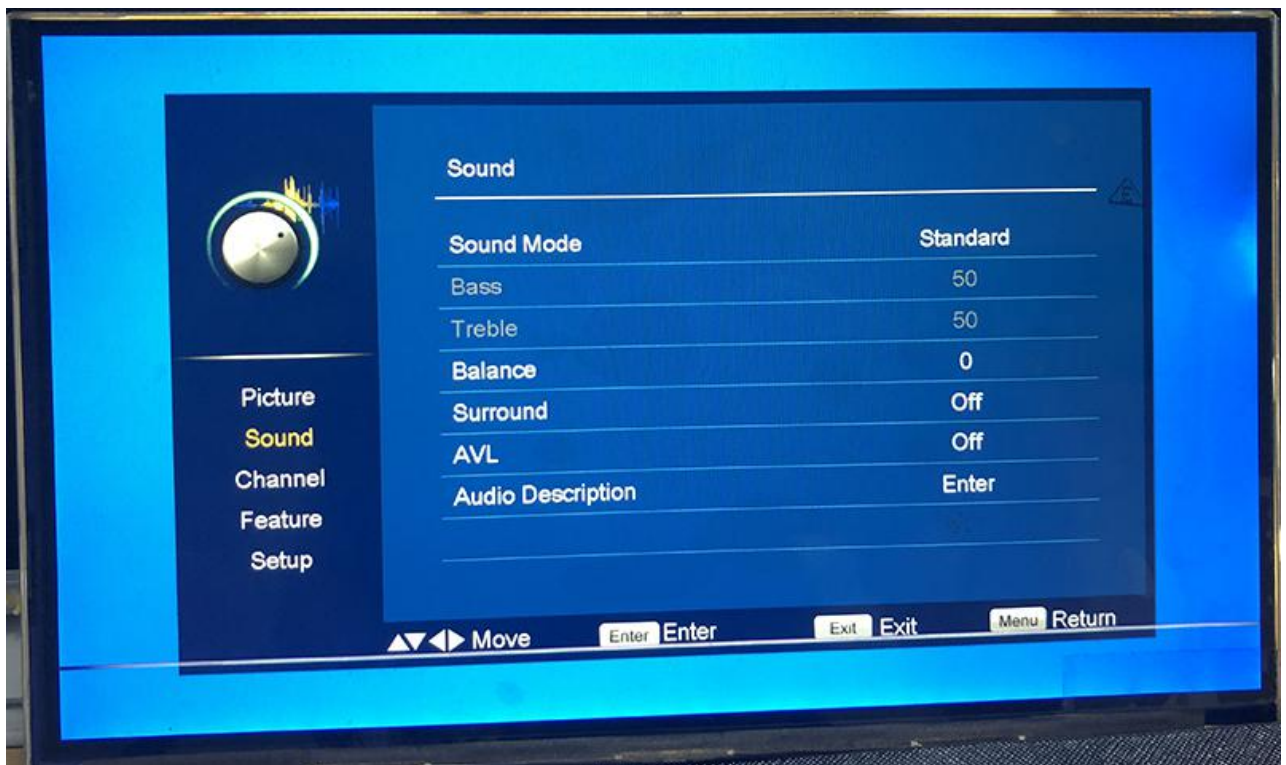 Sound
Sound Mode Standard
Bass 50
Treble 50
Balance 0
Surround Off
AVL Off
Audio Description Enter
Picture
Sound
Channel
Feature
Setup
Move Enter Enter Exit Exit Menu Return